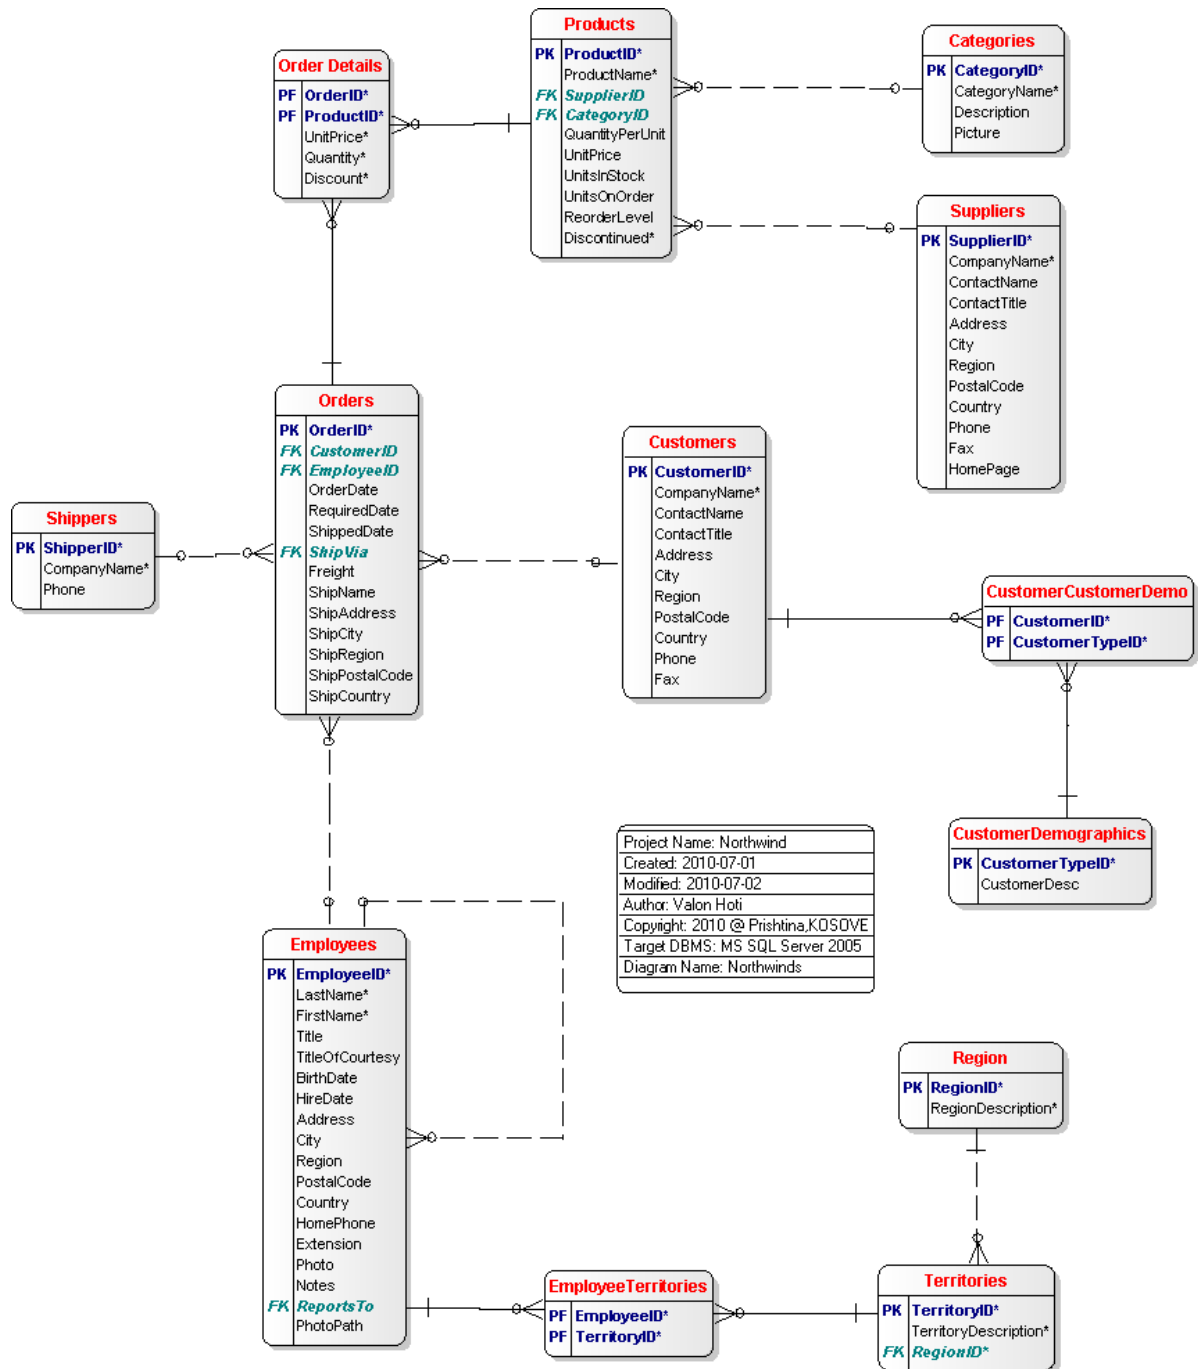 Products
PK ProductID*
ProductName*
FK SupplierID
FK CategoryID
QuantityPerUnit
UnitPrice
UnitsInStock
UnitsOnOrder
ReorderLevel
Discontinued*
Categories
PK CategoryID*
CategoryName*
Description
Picture
Order Details
PF OrderID*
PF ProductID*
UnitPrice*
Quantity*
Discount*
Suppliers
PK SupplierID*
CompanyName*
ContactName
ContactTitle
Address
City
Region
PostalCode
Country
Phone
Fax
HomePage
Orders
PK OrderID*
FK CustomerID
FK EmployeeID
OrderDate
RequiredDate
ShippedDate
FK ShipVia
Freight
ShipName
ShipAddress
ShipCity
ShipRegion
ShipPostalCode
ShipCountry
Customers
PK CustomerID*
CompanyName*
ContactName
ContactTitle
Address
City
Region
PostalCode
Country
Phone
Fax
Shippers
PK ShipperID*
CompanyName*
Phone
CustomerCustomerDemo
PF CustomerID*
PF CustomerTypeID*
CustomerDemographics
PK CustomerTypeID*
CustomerDesc
Project Name: Northwind
Created: 2010-07-01
Modified: 2010-07-02
Author: Valon Hoti
Copyright: 2010 @ Prishtina,KOSOVE
Target DBMS: MS SQL Server 2005
Diagram Name: Northwinds
Employees
PK EmployeeID*
LastName*
FirstName*
Title
TitleOfCourtesy
BirthDate
HireDate
Address
City
Region
PostalCode
Country
HomePhone
Extension
Photo
Notes
FK ReportsTo
PhotoPath
Region
PK RegionID*
RegionDescription*
EmployeeTerritories
PF EmployeeID*
PF TerritoryID*
Territories
PK TerritoryID*
TerritoryDescription*
FK RegionID*